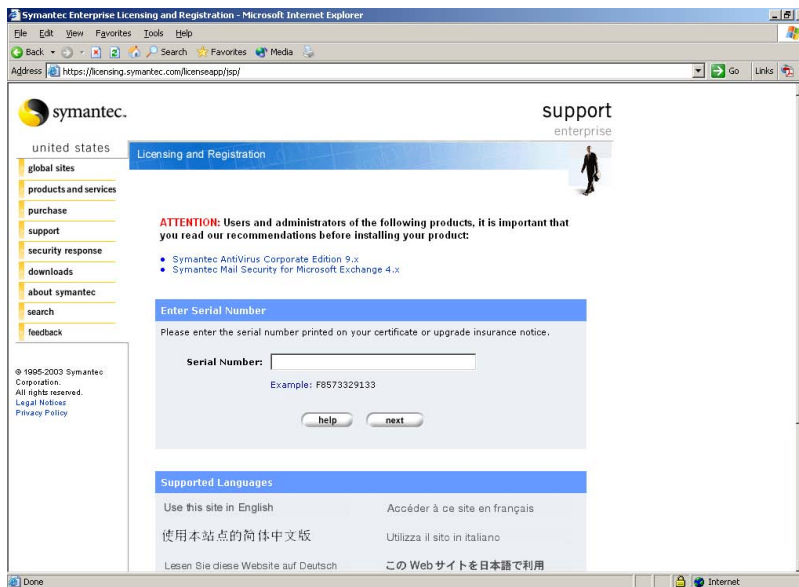 Symantec Enterprise Licensing and Registration - Microsoft Internet Explorer
File Edit View Favorites Tools Help
Back Search Favorites Media
Address https://licensing.symantec.com/licenseapp/jsp/ Go Links
symantec.
support
enterprise
united states
Licensing and Registration
global sites
products and services
purchase
support
security response
downloads
about symantec
search
feedback
© 1995-2003 Symantec
Corporation.
All rights reserved.
Legal Notices
Privacy Policy
ATTENTION: Users and administrators of the following products, it is important that
you read our recommendations before installing your product:
Symantec AntiVirus Corporate Edition 9.x
Symantec Mail Security for Microsoft Exchange 4.x
Enter Serial Number
Please enter the serial number printed on your certificate or upgrade insurance notice.
Serial Number:
Example: F8573329133
help next
Supported Languages
Use this site in English
Accéder à ce site en français
使用本站点的简体中文版
Utilizza il sito in italiano
Lesen Sie diese Website auf Deutsch
この Web サイトを日本語で利用
Done
Internet